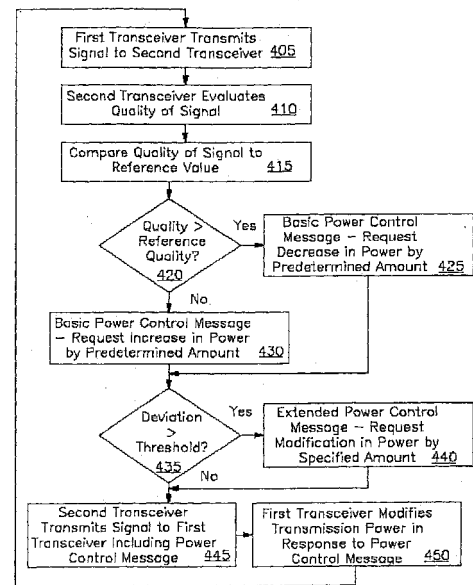 First Transceiver Transmits
Signal to Second Transceiver 405
Second Transceiver Evaluates
Quality of Signal 410
Compare Quality of Signal to
Reference Value 415
Quality >
Reference
Quality?
420
Yes
No
Basic Power Control
Message – Request
Decrease in Power by
Predetermined Amount 425
Basic Power Control Message
– Request Increase in Power
by Predetermined Amount 430
Deviation
>
Threshold?
435
Yes
No
Extended Power Control
Message – Request
Modification in Power by
Specified Amount 440
Second Transceiver
Transmits Signal to First
Transceiver Including Power
Control Message 445
First Transceiver Modifies
Transmission Power in
Response to Power
Control Message 450